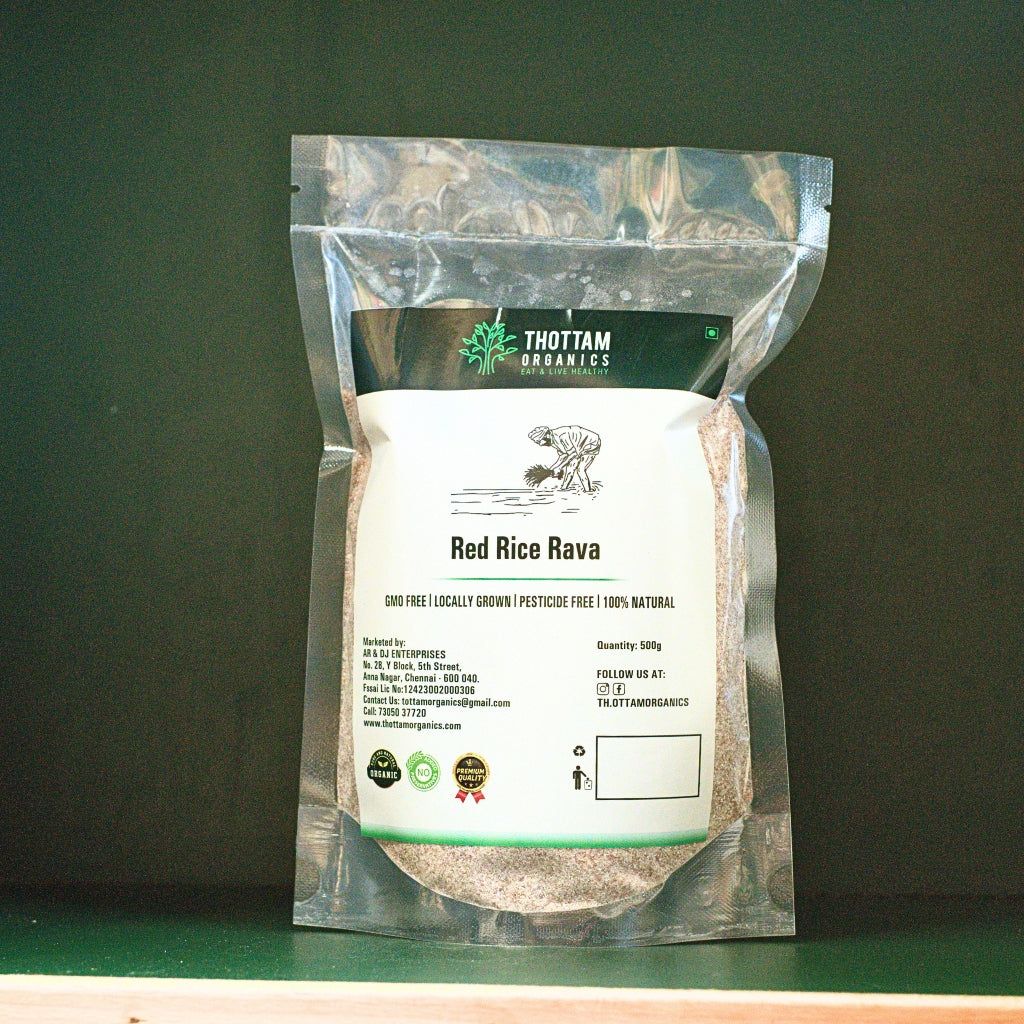 THOTTAM
ORGANICS
EAT & LIVE HEALTHY
Red Rice Rava
GMO FREE | LOCALLY GROWN | PESTICIDE FREE | 100% NATURAL
Marketed by:
AR & DJ ENTERPRISES
No. 28, Y Block, 5th Street,
Anna Nagar, Chennai - 600 040.
Fssai Lic No:12423002000306
Contact Us: tottamorganics@gmail.com
Call: 73050 37720
www.thottamorganics.com
Quantity: 500g
FOLLOW US AT:
TH.OTTAMORGANICS
ORGANIC
NO
PREMIUM
QUALITY